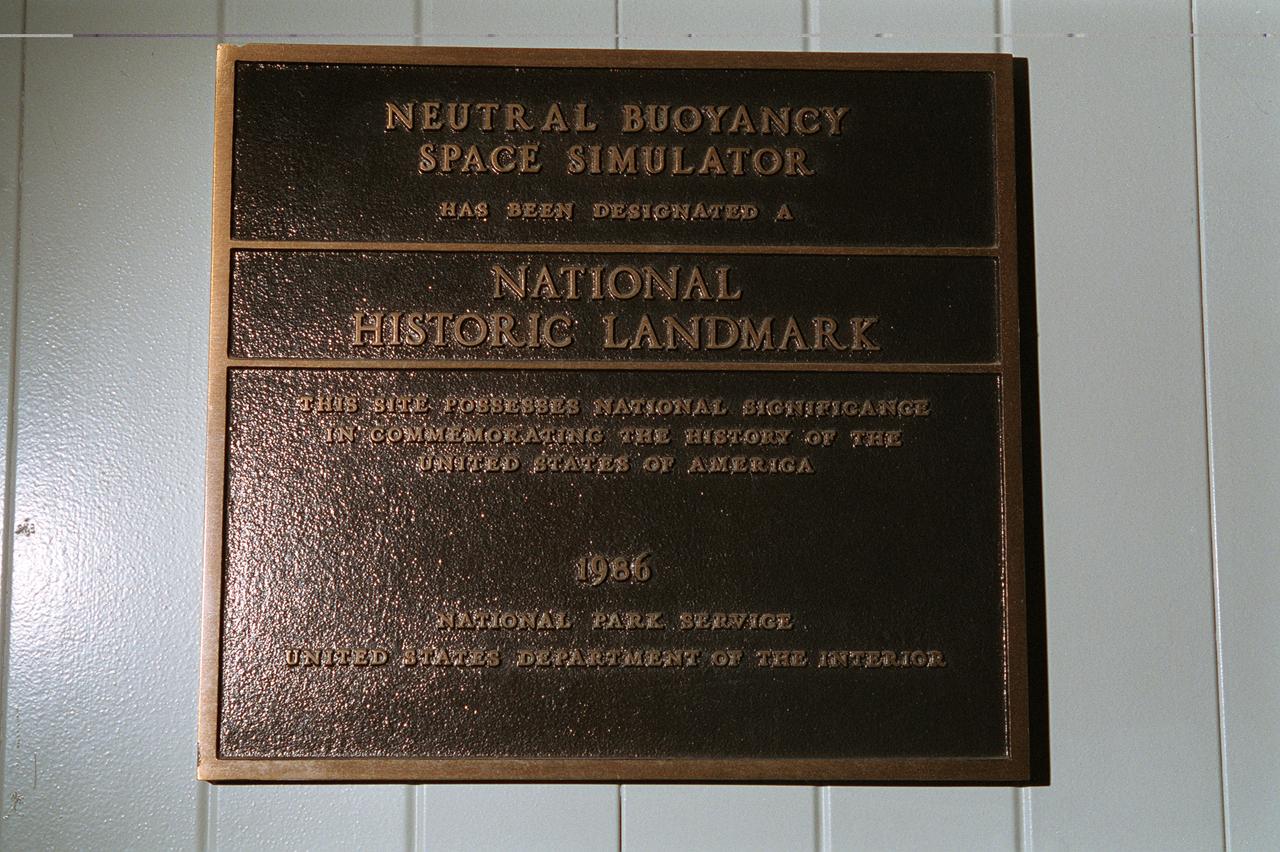 NEUTRAL BUOYANCY
SPACE SIMULATOR
HAS BEEN DESIGNATED A
NATIONAL
HISTORIC LANDMARK
THIS SITE POSSESSES NATIONAL SIGNIFICANCE
IN COMMEMORATING THE HISTORY OF THE
UNITED STATES OF AMERICA
1986
NATIONAL PARK SERVICE
UNITED STATES DEPARTMENT OF THE INTERIOR